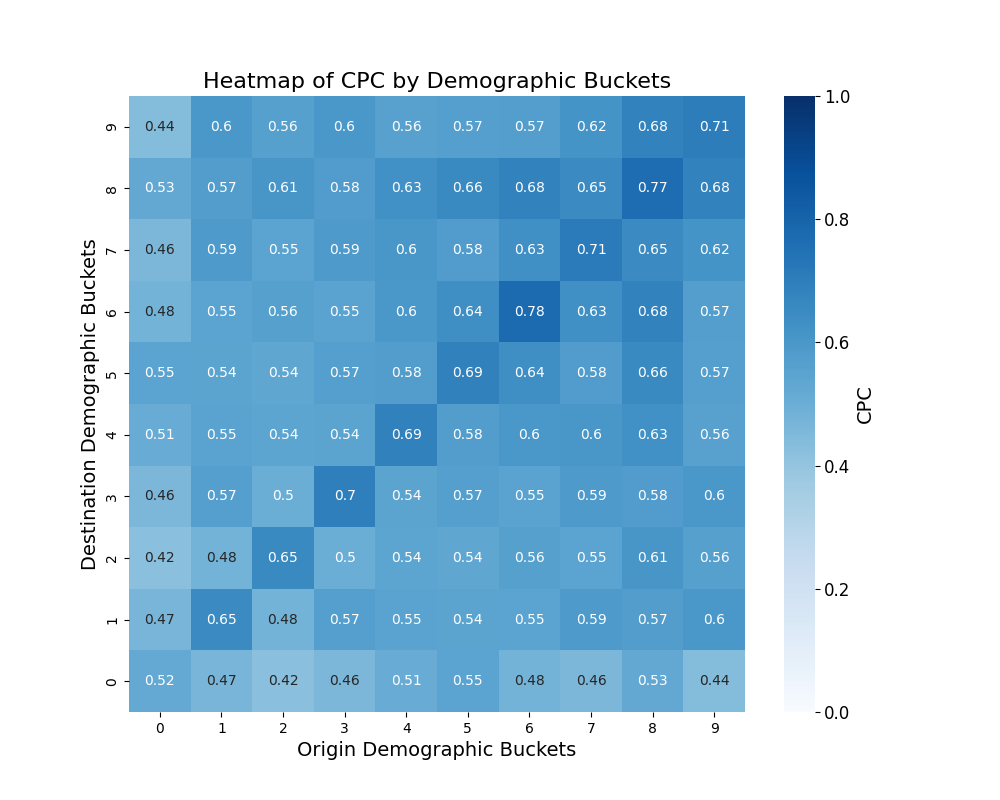 Heatmap of CPC by Demographic Buckets
Destination Demographic Buckets
9 0.44 0.6 0.56 0.6 0.56 0.57 0.57 0.62 0.68 0.71
8 0.53 0.57 0.61 0.58 0.63 0.66 0.68 0.65 0.77 0.68
7 0.46 0.59 0.55 0.59 0.6 0.58 0.63 0.71 0.65 0.62
6 0.48 0.55 0.56 0.55 0.6 0.64 0.78 0.63 0.68 0.57
5 0.55 0.54 0.54 0.57 0.58 0.69 0.64 0.58 0.66 0.57
4 0.51 0.55 0.54 0.54 0.69 0.58 0.6 0.6 0.63 0.56
3 0.46 0.57 0.5 0.7 0.54 0.57 0.55 0.59 0.58 0.6
2 0.42 0.48 0.65 0.5 0.54 0.54 0.56 0.55 0.61 0.56
1 0.47 0.65 0.48 0.57 0.55 0.54 0.55 0.59 0.57 0.6
0 0.52 0.47 0.42 0.46 0.51 0.55 0.48 0.46 0.53 0.44
0 1 2 3 4 5 6 7 8 9
Origin Demographic Buckets
1.0
0.8
0.6
0.4
0.2
0.0
CPC